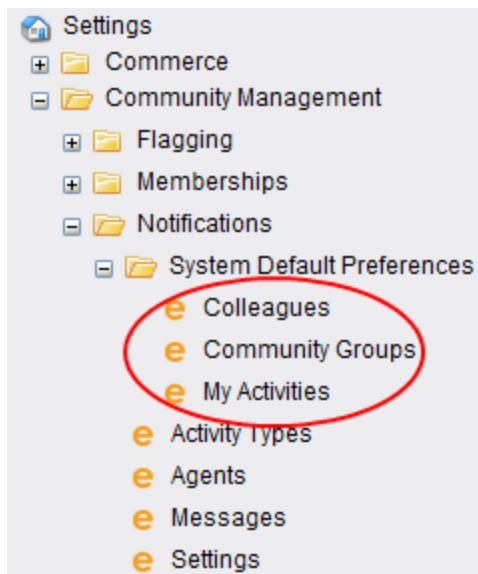 Settings
Commerce
Community Management
Flagging
Memberships
Notifications
System Default Preferences
Colleagues
Community Groups
My Activities
Activity Types
Agents
Messages
Settings